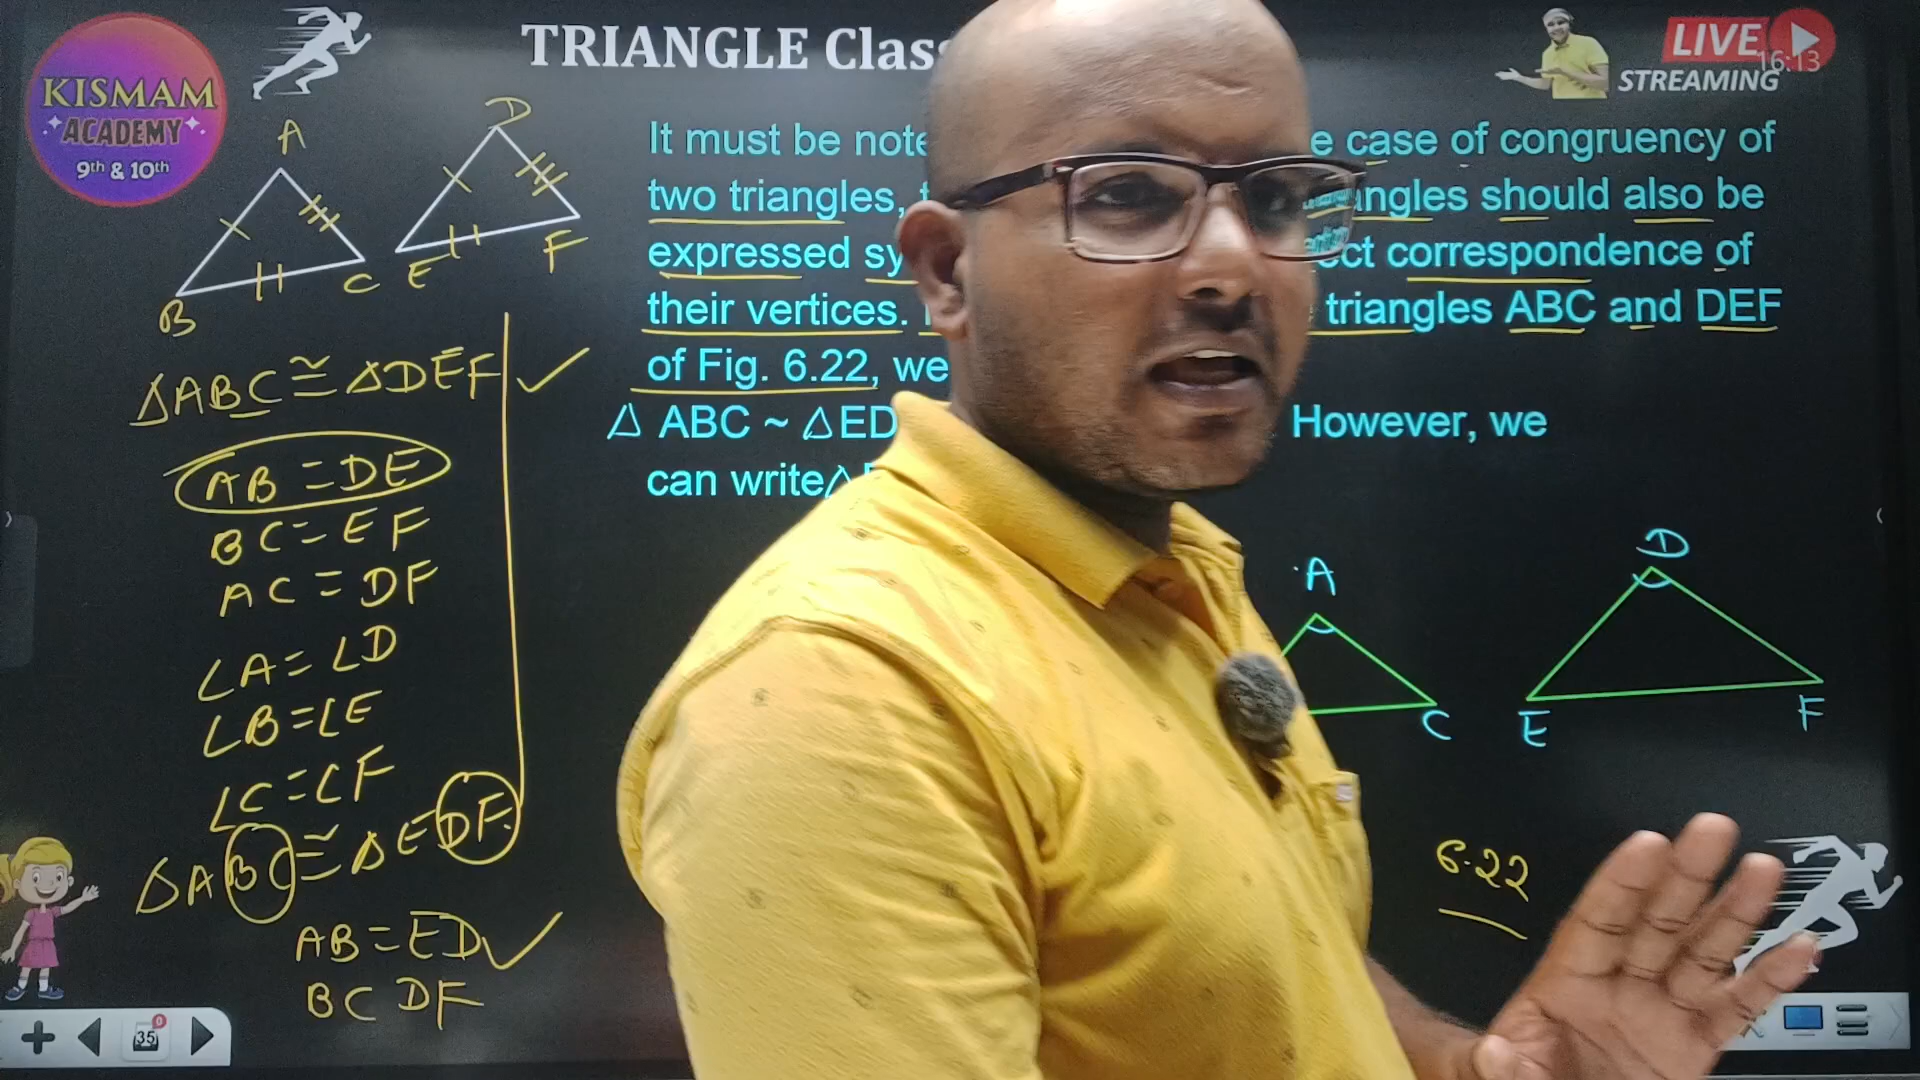 KISMAM
ACADEMY
9th & 10th
TRIANGLE Clas
LIVE
16:13
STREAMING
It must be note e case of congruency of
two triangles, angles should also be
expressed sy ect correspondence of
their vertices. triangles ABC and DEF
of Fig. 6.22, we
△ ABC ~ △ED However, we
can write△
A
B
C
D
E
F
△ABC ≅ △DEF ✓
AB = DE
BC = EF
AC = DF
∠A = ∠D
∠B = ∠E
∠C = ∠F
△ABC ≅ △EDF
AB = ED ✓
BC DF
A
C
D
E
F
6.22
35
0